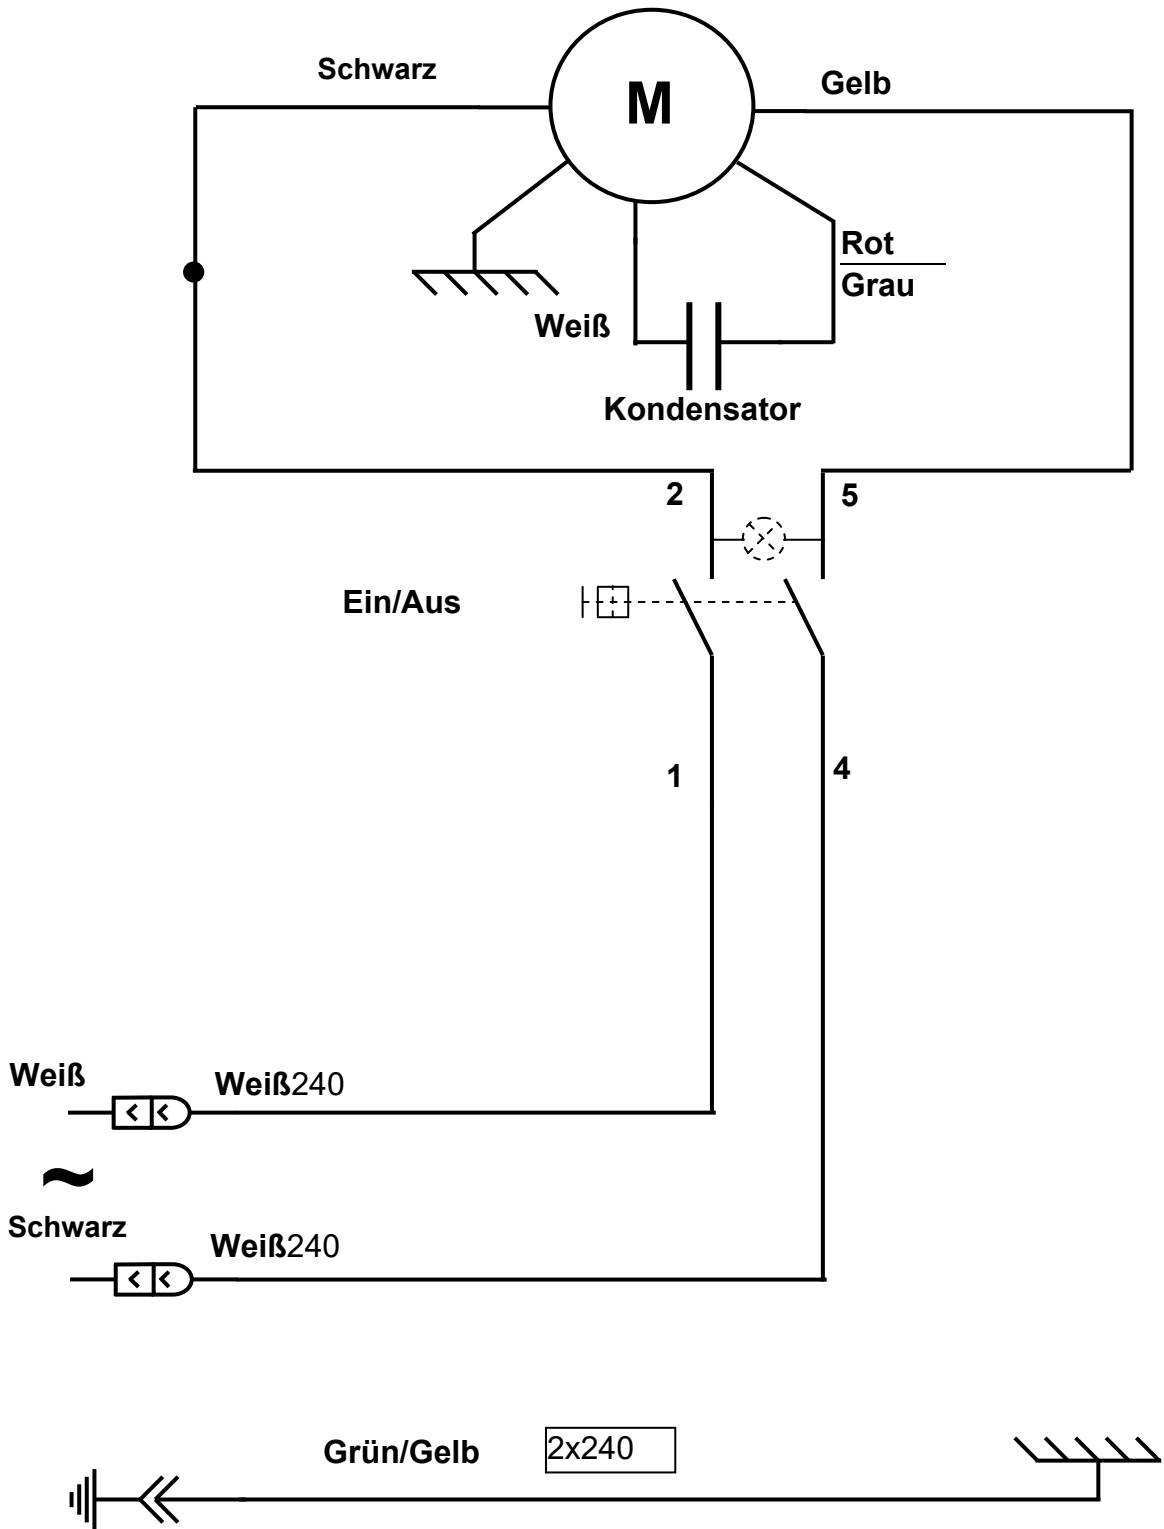 Schwarz
M
Gelb
Rot
Grau
Weiß
Kondensator
2
5
Ein/Aus
1
4
Weiß
Weiß240
~
Schwarz
Weiß240
Grün/Gelb
2x240